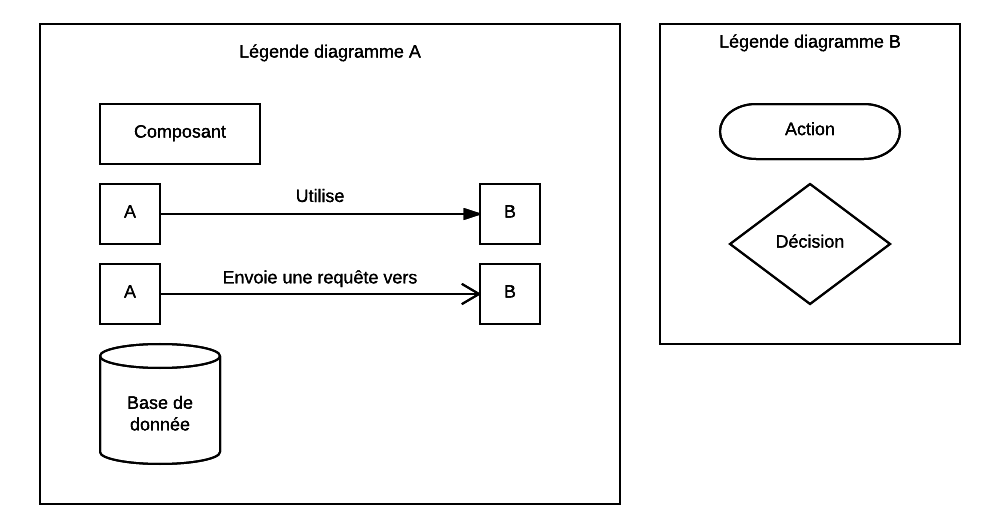 Légende diagramme A
Composant
A
Utilise
B
A
Envoie une requête vers
B
Base de
donnée
Légende diagramme B
Action
Décision